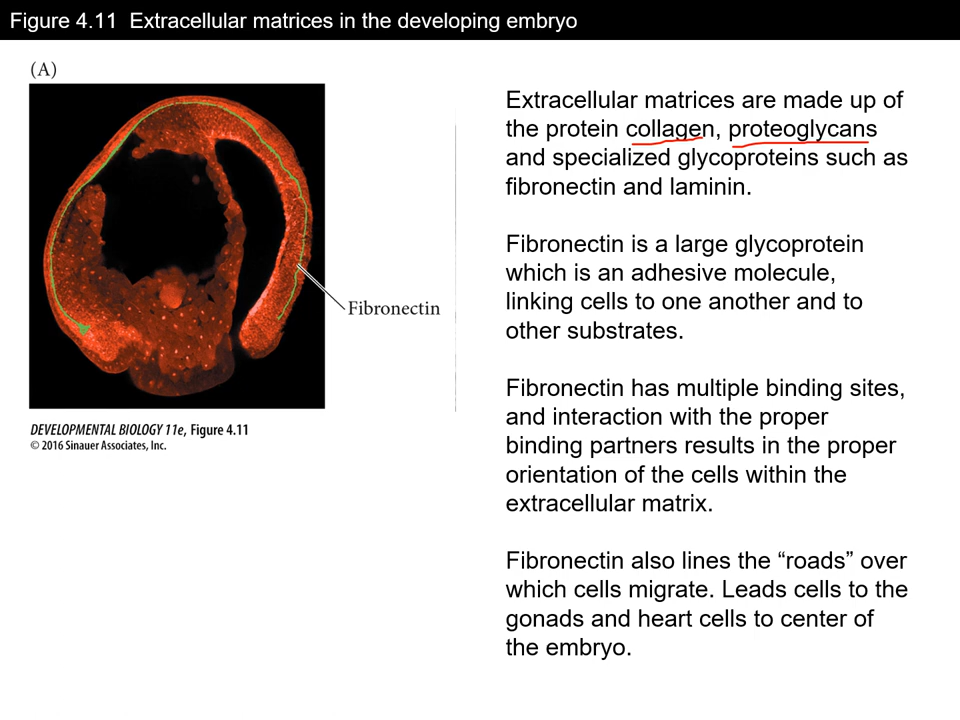 Figure 4.11 Extracellular matrices in the developing embryo
(A)
Fibronectin
DEVELOPMENTAL BIOLOGY 11e, Figure 4.11
© 2016 Sinauer Associates, Inc.
Extracellular matrices are made up of
the protein collagen, proteoglycans
and specialized glycoproteins such as
fibronectin and laminin.
Fibronectin is a large glycoprotein
which is an adhesive molecule,
linking cells to one another and to
other substrates.
Fibronectin has multiple binding sites,
and interaction with the proper
binding partners results in the proper
orientation of the cells within the
extracellular matrix.
Fibronectin also lines the “roads” over
which cells migrate. Leads cells to the
gonads and heart cells to center of
the embryo.